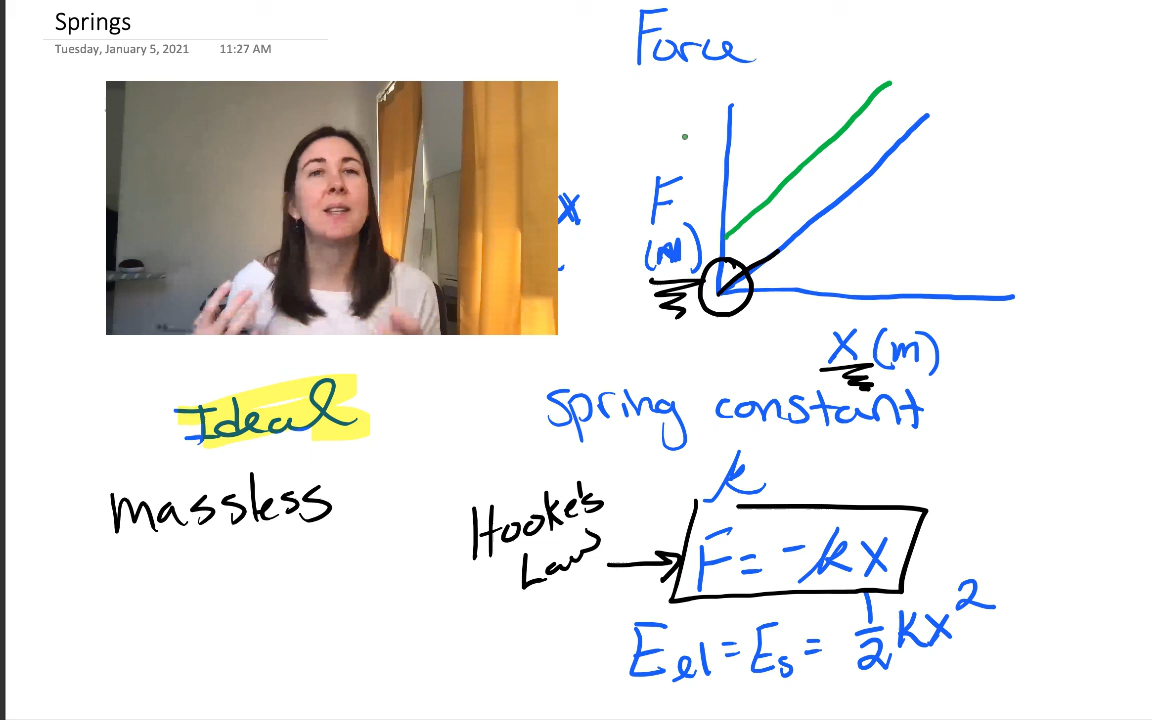 Springs
Tuesday, January 5, 2021 11:27 AM
Force
x
F
(N)
x (m)
Ideal
spring constant
k
massless
Hooke's
Law
F = -kx
Eel = Es = 1/2 kx²